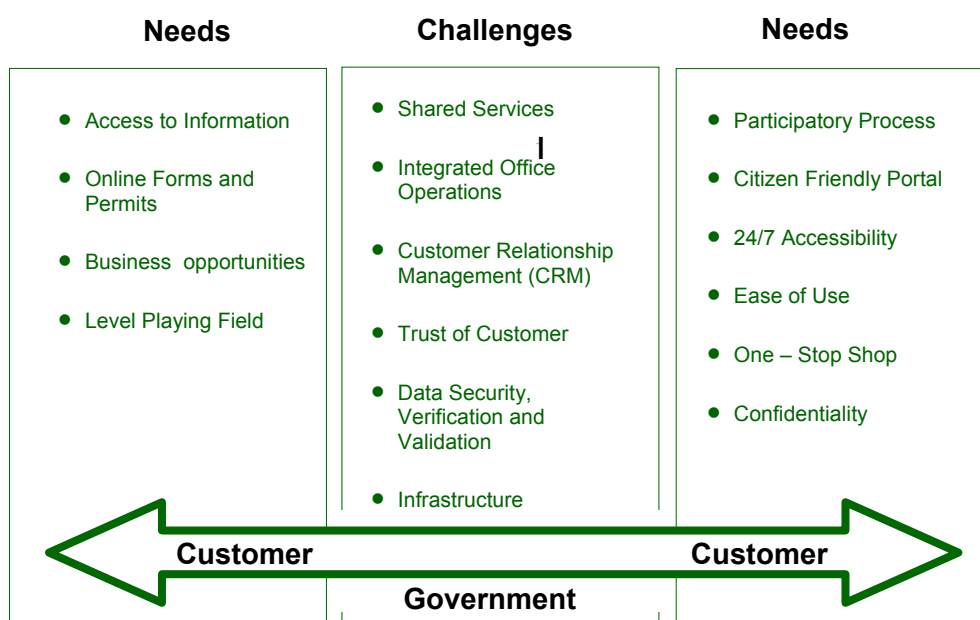 Needs
Challenges
Needs
Access to Information
Online Forms and
Permits
Business opportunities
Level Playing Field
Shared Services
Integrated Office
Operations
Customer Relationship
Management (CRM)
Trust of Customer
Data Security,
Verification and
Validation
Infrastructure
Participatory Process
Citizen Friendly Portal
24/7 Accessibility
Ease of Use
One – Stop Shop
Confidentiality
Customer
Customer
Government